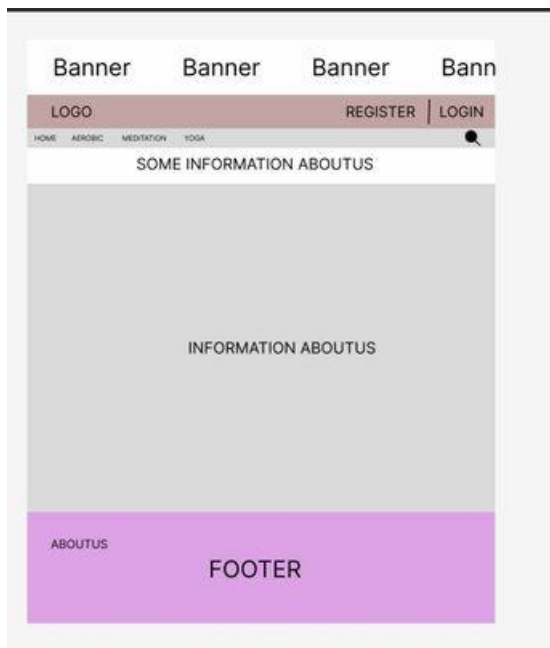 Banner Banner Banner Bann
LOGO REGISTER LOGIN
HOME AEROBIC MEDITATION YOGA
SOME INFORMATION ABOUTUS
INFORMATION ABOUTUS
ABOUTUS
FOOTER